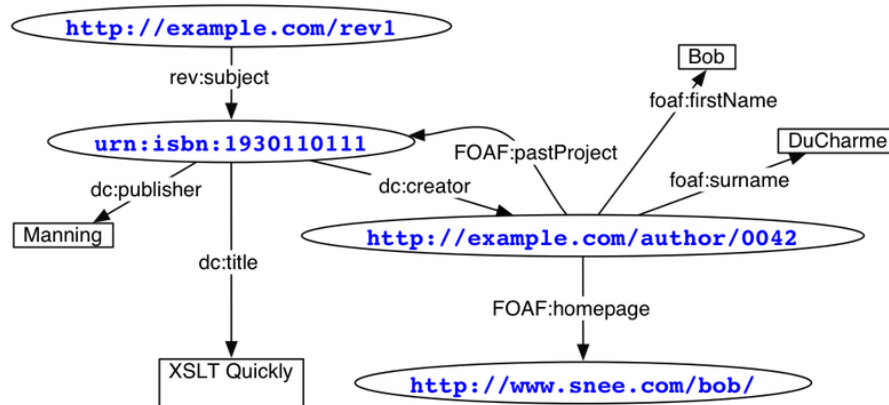 http://example.com/rev1
rev:subject
Bob
foaf:firstName
urn:isbn:1930110111
FOAF:pastProject
DuCharme
foaf:surname
dc:publisher
dc:creator
Manning
http://example.com/author/0042
dc:title
FOAF:homepage
XSLT Quickly
http://www.snee.com/bob/